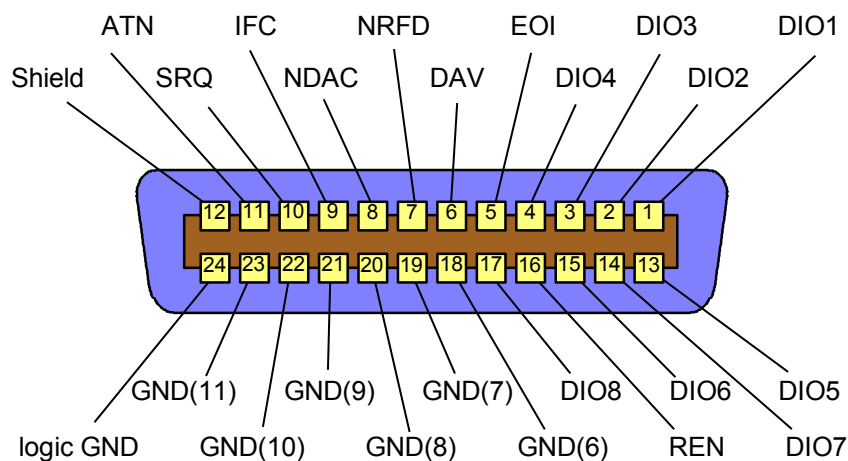 ATN IFC NRFD EOI DIO3 DIO1
Shield SRQ NDAC DAV DIO4 DIO2
12 11 10 9 8 7 6 5 4 3 2 1
24 23 22 21 20 19 18 17 16 15 14 13
GND(11) GND(9) GND(7) DIO8 DIO6 DIO5
logic GND GND(10) GND(8) GND(6) REN DIO7